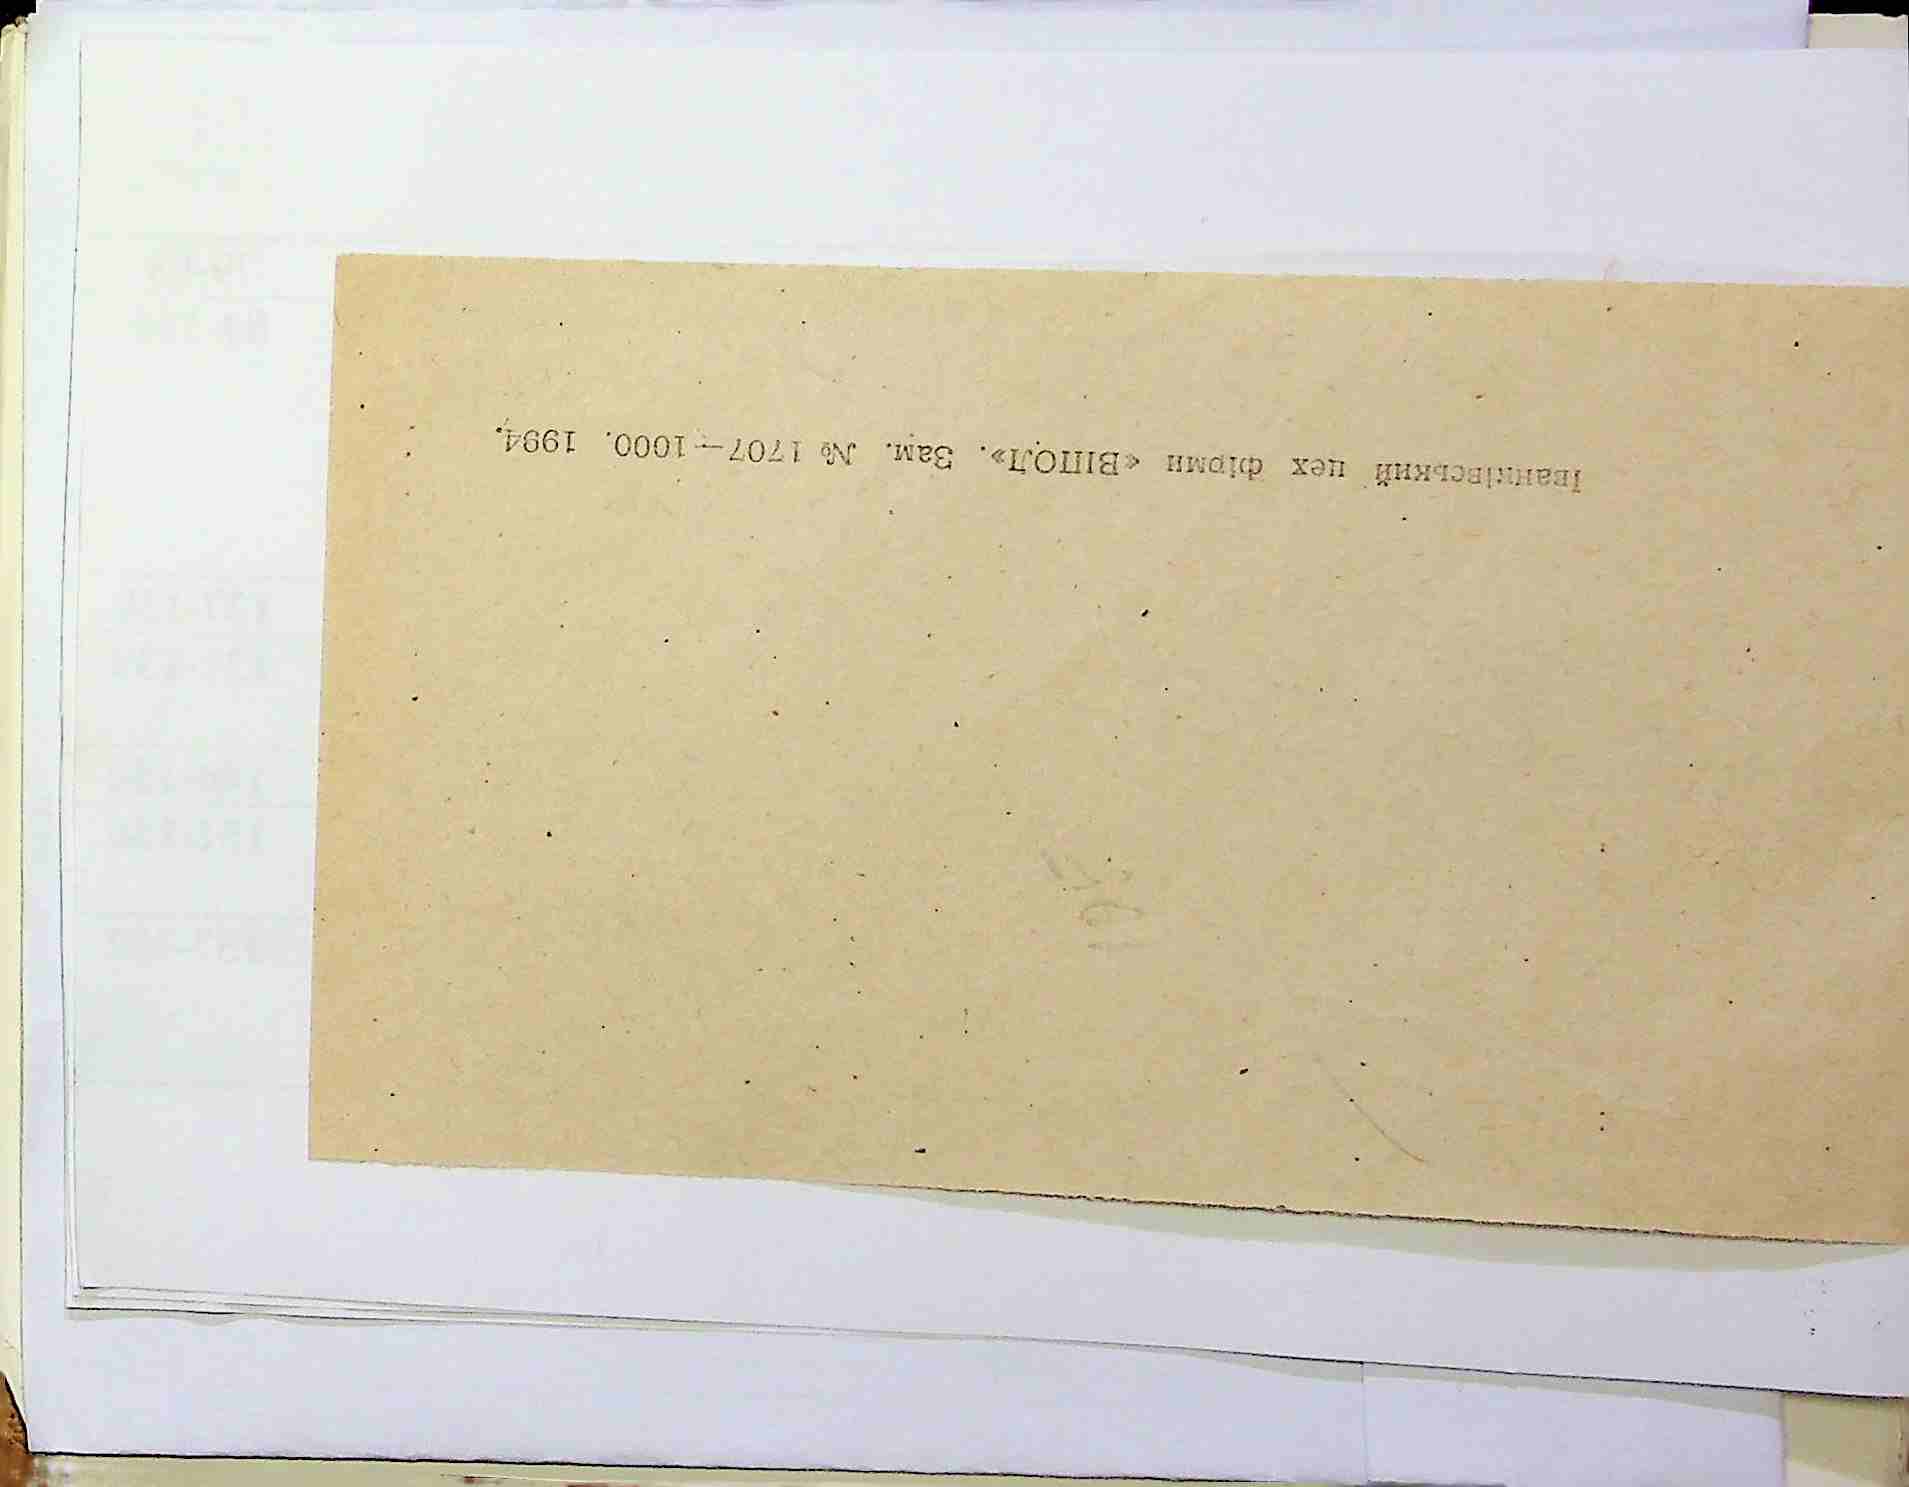 Іванківський цех фірми «ВІПОЛ». Зам. № 1707—1000. 1994.